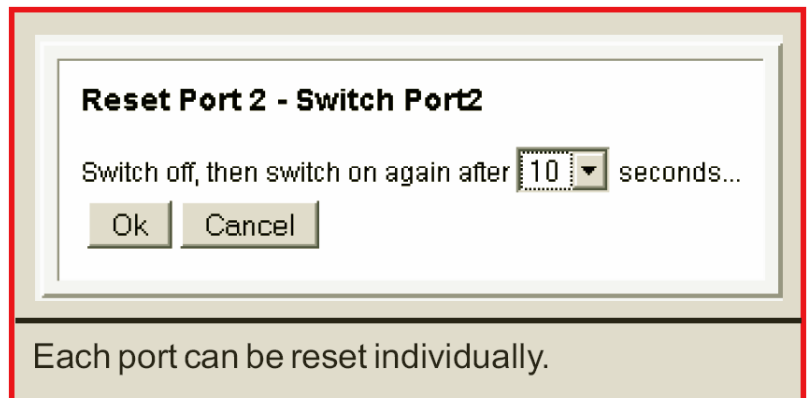 Reset Port 2 - Switch Port2
Switch off, then switch on again after 10 seconds...
Ok Cancel
Each port can be reset individually.